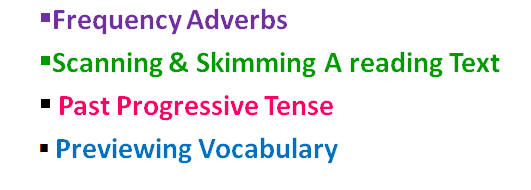 ▪Frequency Adverbs
▪Scanning & Skimming A reading Text
▪ Past Progressive Tense
▪ Previewing Vocabulary